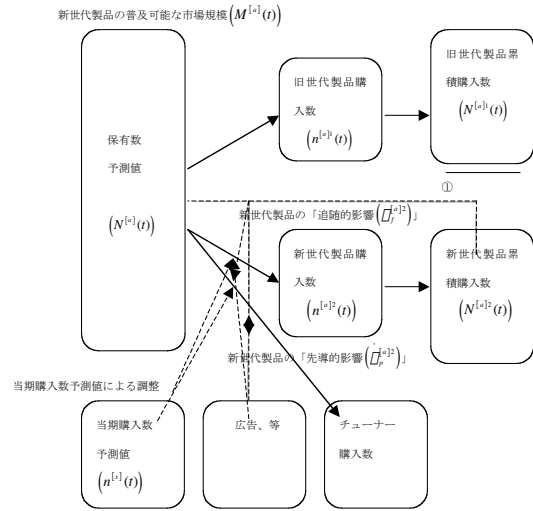 新世代製品の普及可能な市場規模(M^[a](t))
保有数
予測値
(N^[a](t))
旧世代製品購
入数
(n^[a]1(t))
旧世代製品累
積購入数
(N^[a]1(t))
①
新世代製品の「追随的影響(▯_f^[a]2)」
新世代製品購
入数
(n^[a]2(t))
新世代製品累
積購入数
(N^[a]2(t))
新世代製品の「先導的影響(▯_p^[a]2)」
当期購入数予測値による調整
当期購入数
予測値
(n^[s](t))
広告、等
チューナー
購入数